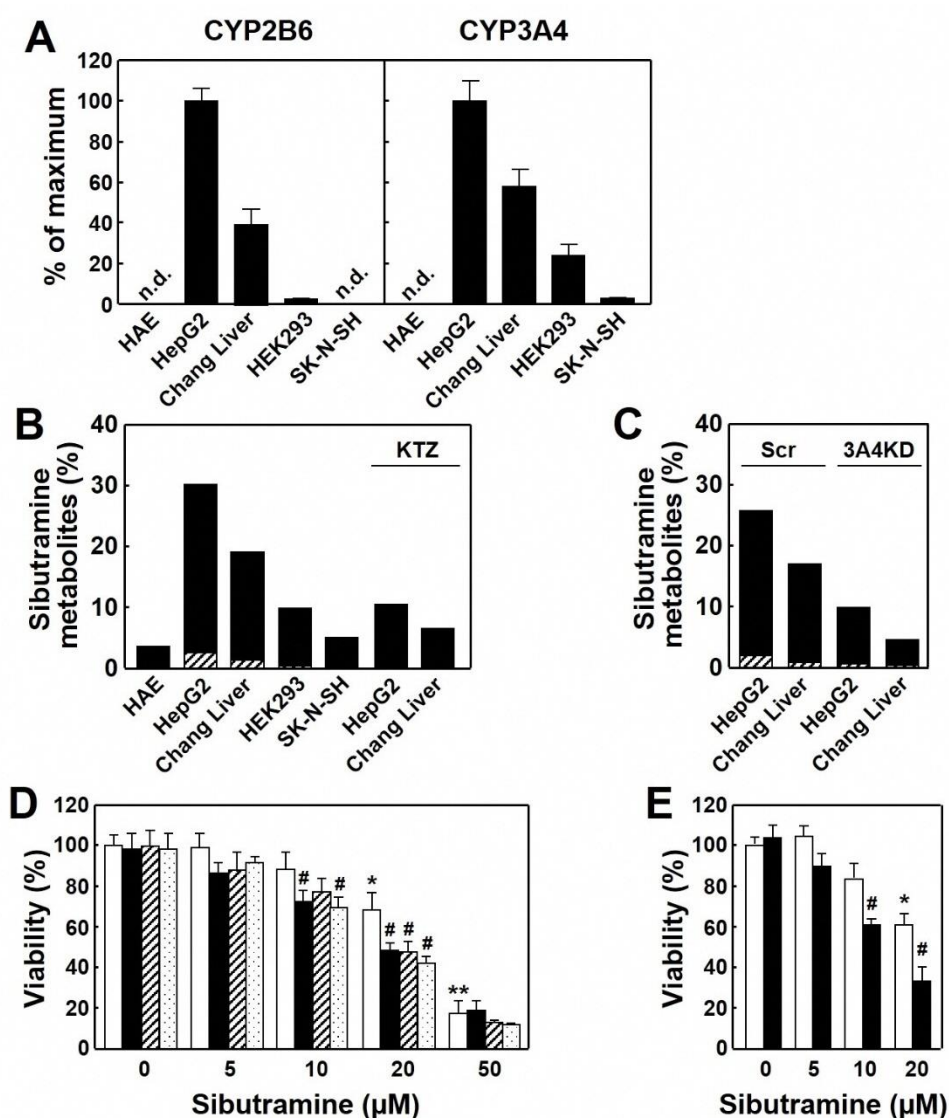 A
CYP2B6 CYP3A4
% of maximum
120
100
80
60
40
20
0
n.d. n.d. n.d.
HAE HepG2 Chang Liver HEK293 SK-N-SH HAE HepG2 Chang Liver HEK293 SK-N-SH
B
Sibutramine
metabolites (%)
40
30
20
10
0
KTZ
HAE HepG2 Chang Liver HEK293 SK-N-SH HepG2 Chang Liver
C
Sibutramine
metabolites (%)
40
30
20
10
0
Scr 3A4KD
HepG2 Chang Liver HepG2 Chang Liver
D
Viability (%)
120
100
80
60
40
20
0
# # * # # # **
0 5 10 20 50
Sibutramine (μM)
E
Viability (%)
120
100
80
60
40
20
0
# * #
0 5 10 20
Sibutramine (μM)